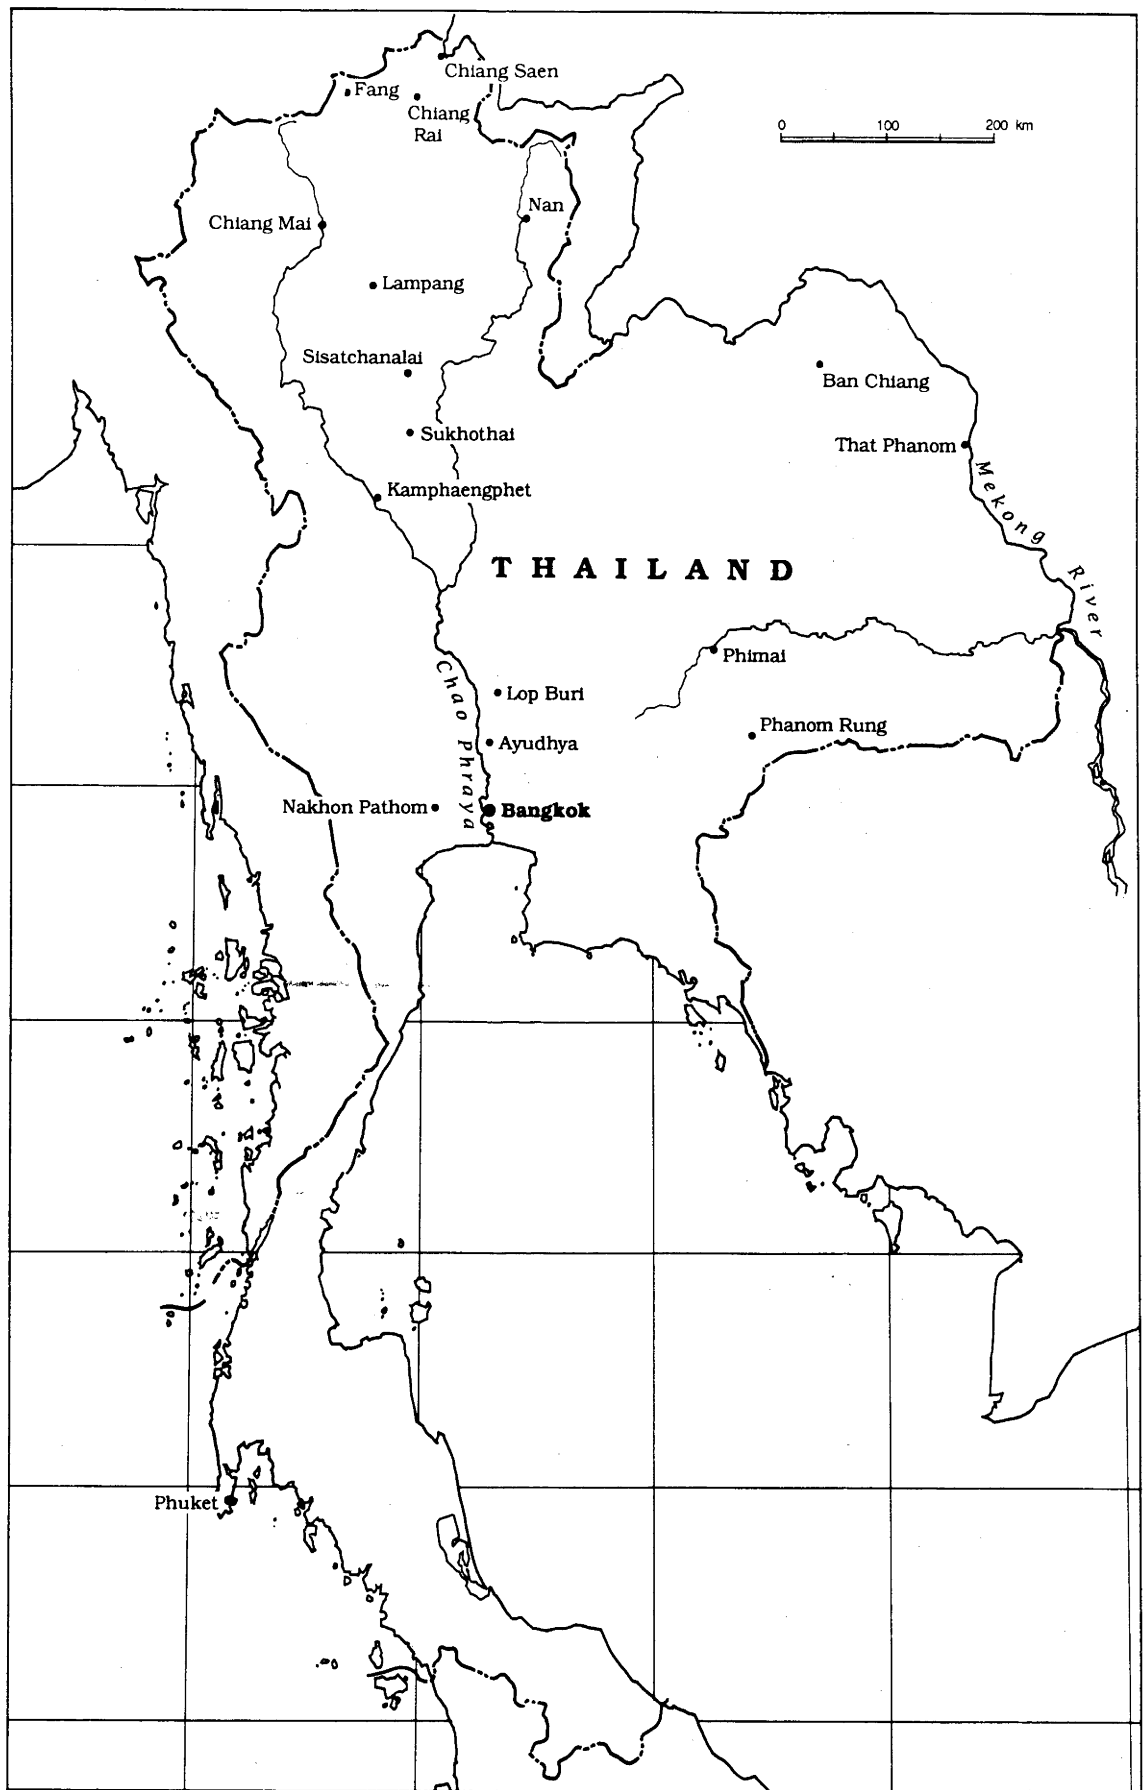 Chiang Saen
Fang
Chiang
Rai
0 100 200 km
Nan
Chiang Mai
Lampang
Sisatchanalai
Ban Chiang
Sukhothai
That Phanom
Kamphaengphet
Mekong River
THAILAND
Phimai
Chao Phraya
Lop Buri
Phanom Rung
Ayudhya
Nakhon Pathom
Bangkok
Phuket